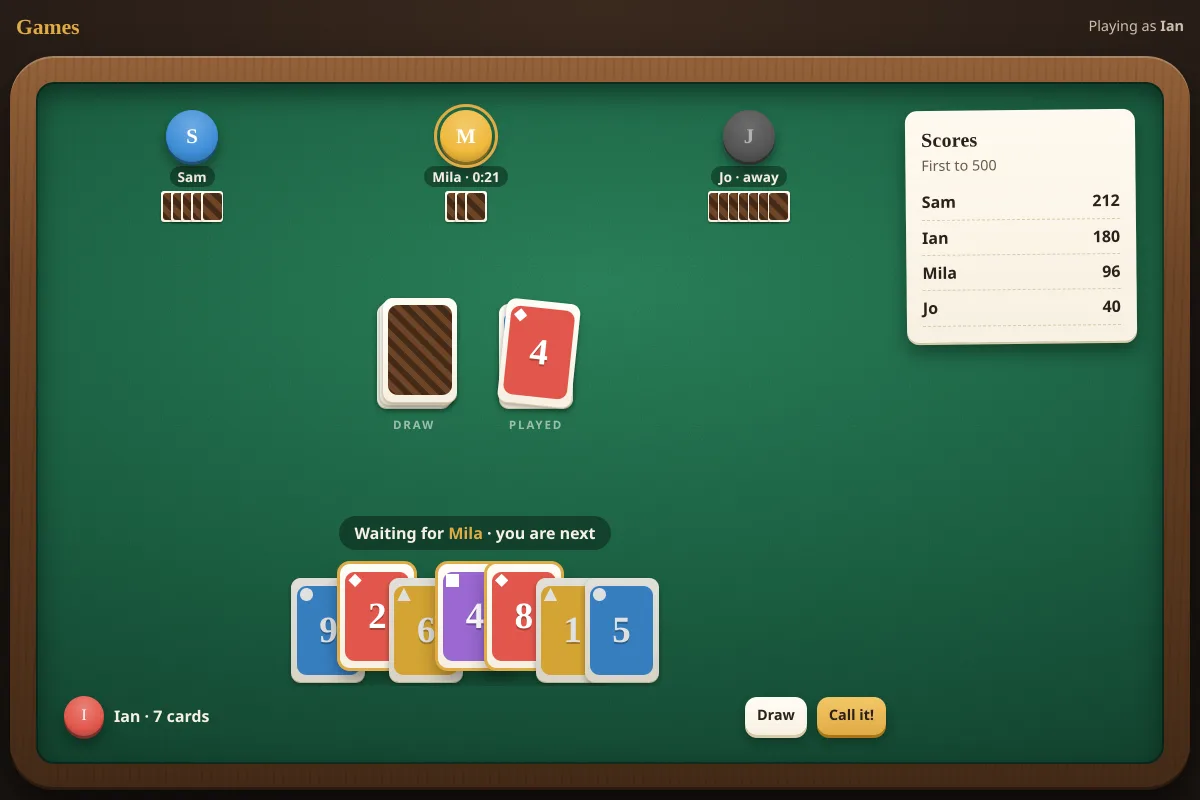 Games
Playing as Ian
S
M
J
Sam
Mila · 0:21
Jo · away
Scores
First to 500
Sam 212
Ian 180
Mila 96
Jo 40
4
DRAW
PLAYED
Waiting for Mila · you are next
9 2 6 4 8 1 5
I
Ian · 7 cards
Draw
Call it!